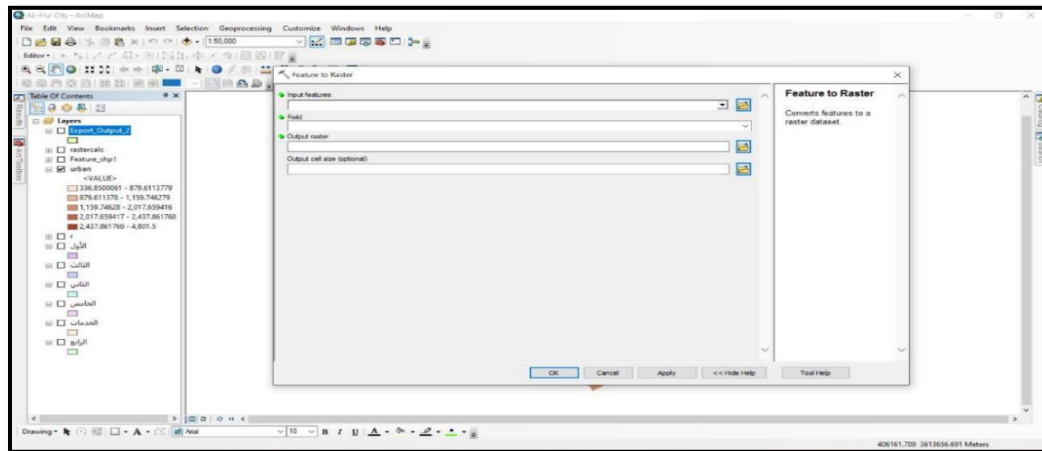 AL-Hur City - ArcMap
File Edit View Bookmarks Insert Selection Geoprocessing Customize Windows Help
1:50,000
Editor
Table Of Contents
Layers
Export_Output_2
rastercalc
Feature_shp1
urban
<VALUE>
336.8500061 - 879.6113779
879.611378 - 1,159.746279
1,159.74628 - 2,017.659416
2,017.659417 - 2,437.861768
2,437.861769 - 4,801.5
r
الأول
الثالث
الثاني
الخامس
الخدمات
الرابع
Results
ArcToolbox
Feature to Raster
Input features
Field
Output raster
Output cell size (optional)
OK Cancel Apply << Hide Help Tool Help
Feature to Raster
Converts features to a
raster dataset.
Catalog
Drawing A Arial 10 B I U A
406161.709 3613656.691 Meters